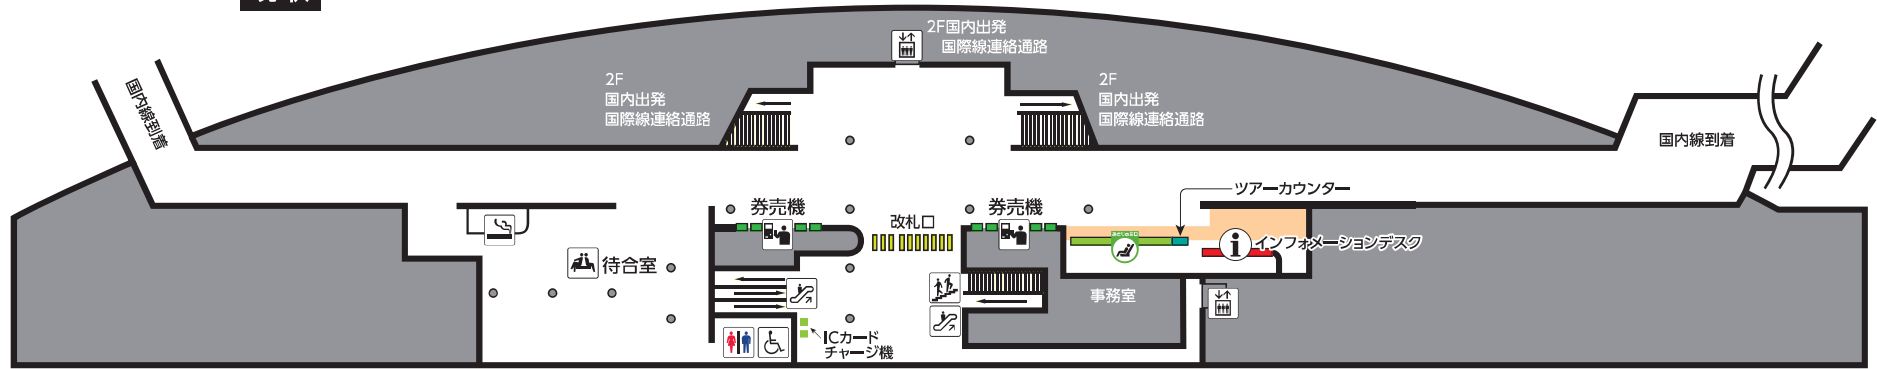 2F国内出発
国際線連絡通路
2F
国内出発
国際線連絡通路
2F
国内出発
国際線連絡通路
国内線到着
国内線到着
ツアーカウンター
券売機
改札口
券売機
インフォメーションデスク
待合室
事務室
ICカード
チャージ機